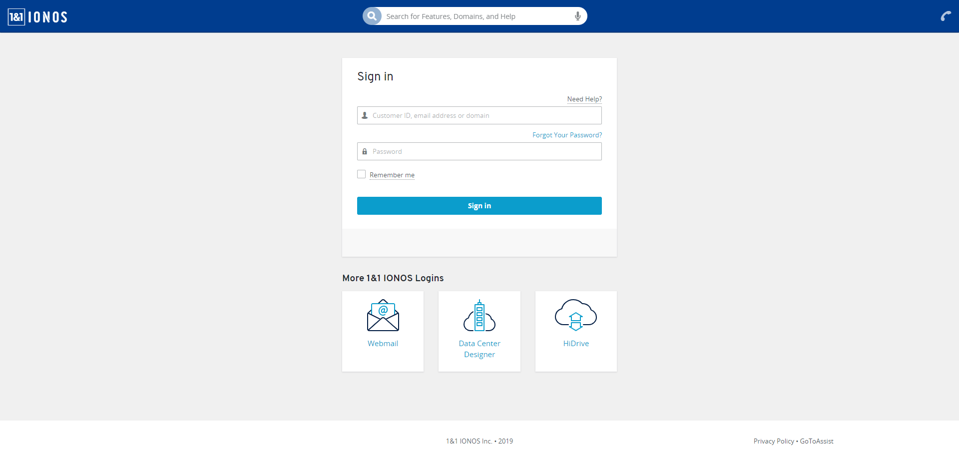 1&1 IONOS
Search for Features, Domains, and Help
Sign in
Need Help?
Customer ID, email address or domain
Forgot Your Password?
Password
Remember me
Sign in
More 1&1 IONOS Logins
@
Webmail
Data Center
Designer
HiDrive
1&1 IONOS Inc. • 2019
Privacy Policy • GoToAssist